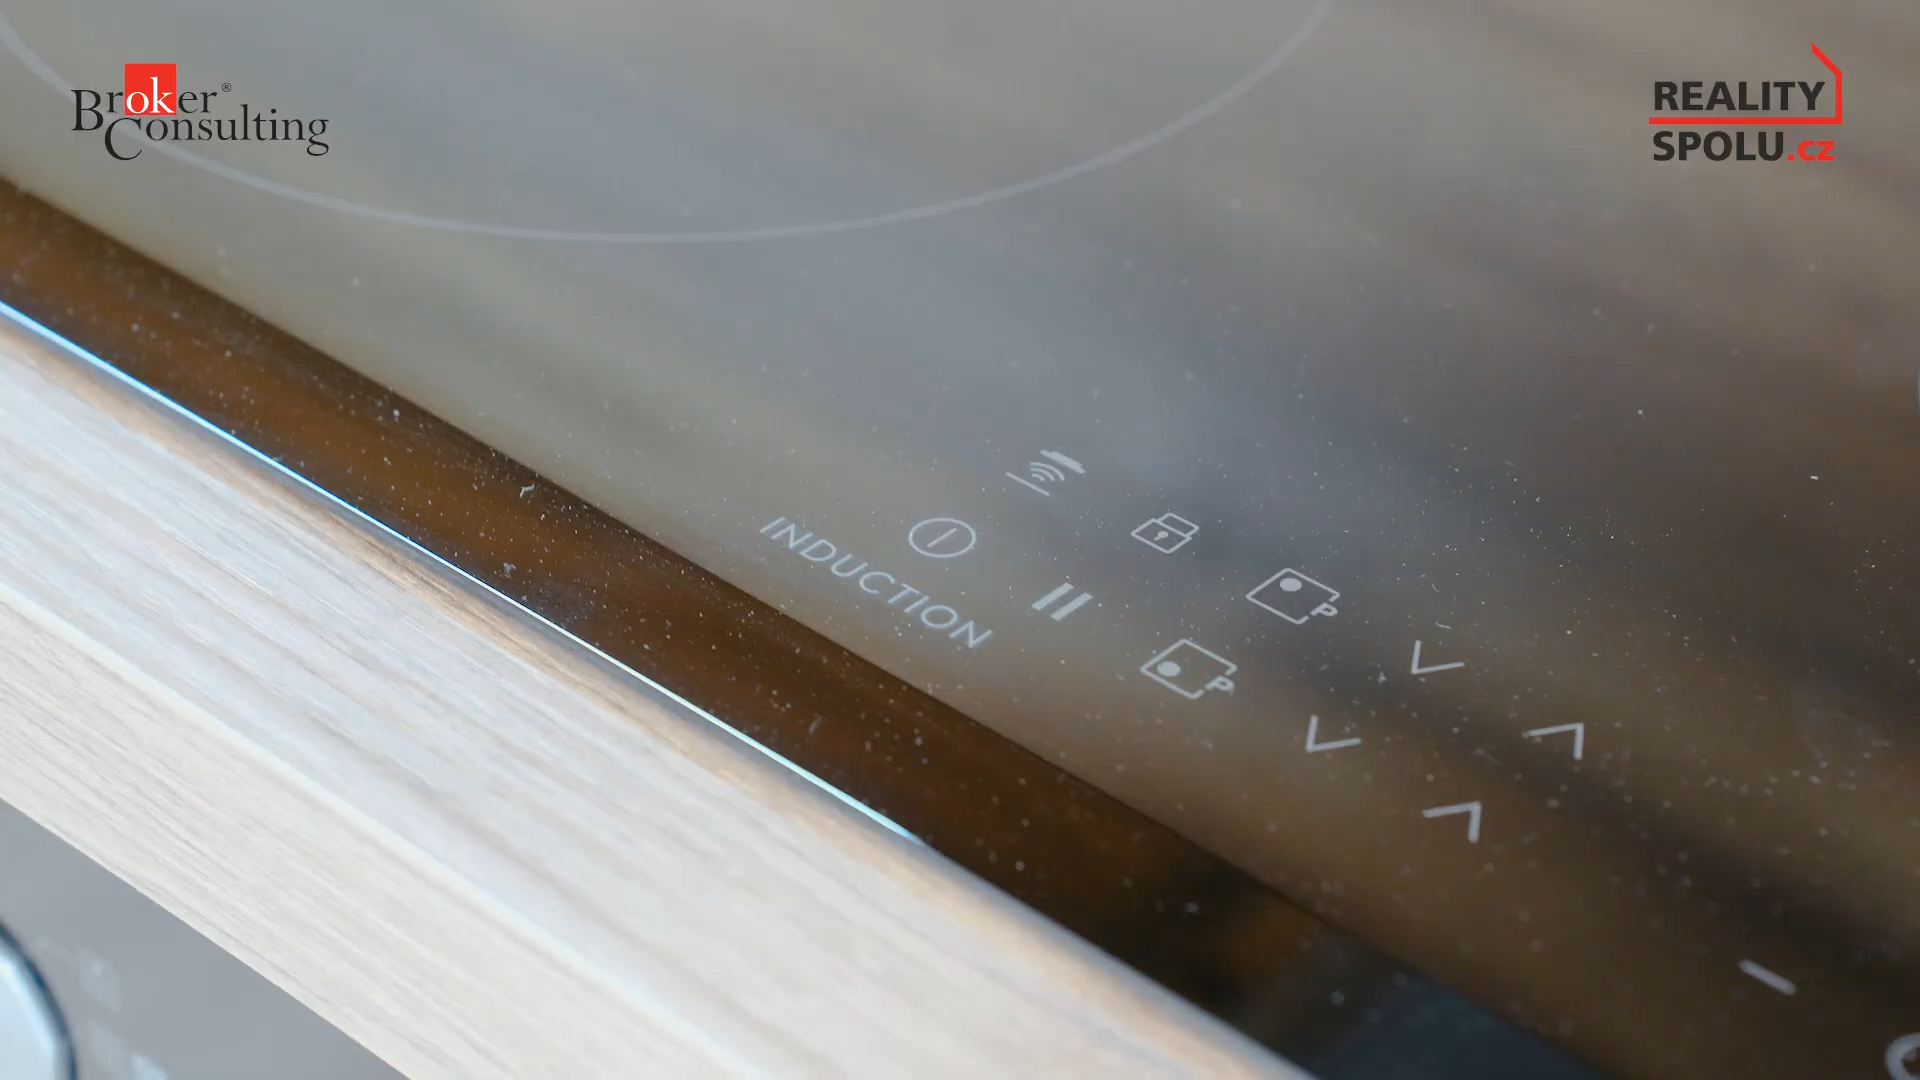 Broker®
Consulting
REALITY
SPOLU.cz
INDUCTION
P
P